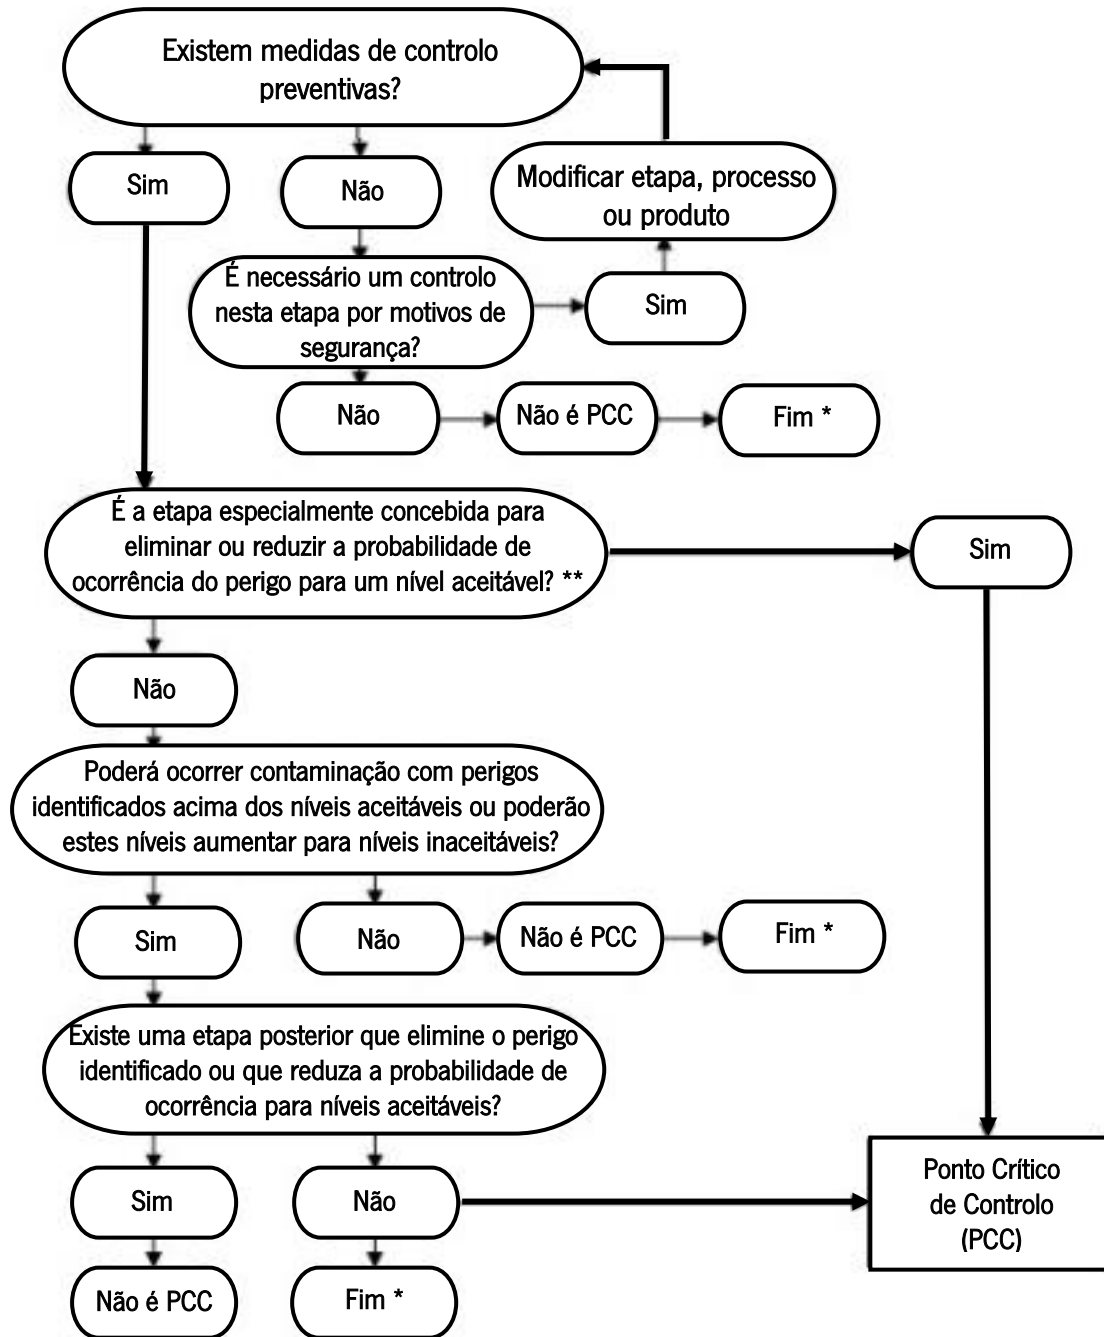 Existem medidas de controlo
preventivas?
Sim
Não
Modificar etapa, processo
ou produto
É necessário um controlo
nesta etapa por motivos de
segurança?
Sim
Não
Não é PCC
Fim *
É a etapa especialmente concebida para
eliminar ou reduzir a probabilidade de
ocorrência do perigo para um nível aceitável? **
Sim
Não
Poderá ocorrer contaminação com perigos
identificados acima dos níveis aceitáveis ou poderão
estes níveis aumentar para níveis inaceitáveis?
Sim
Não
Não é PCC
Fim *
Existe uma etapa posterior que elimine o perigo
identificado ou que reduza a probabilidade de
ocorrência para níveis aceitáveis?
Sim
Não
Ponto Crítico
de Controlo
(PCC)
Não é PCC
Fim *